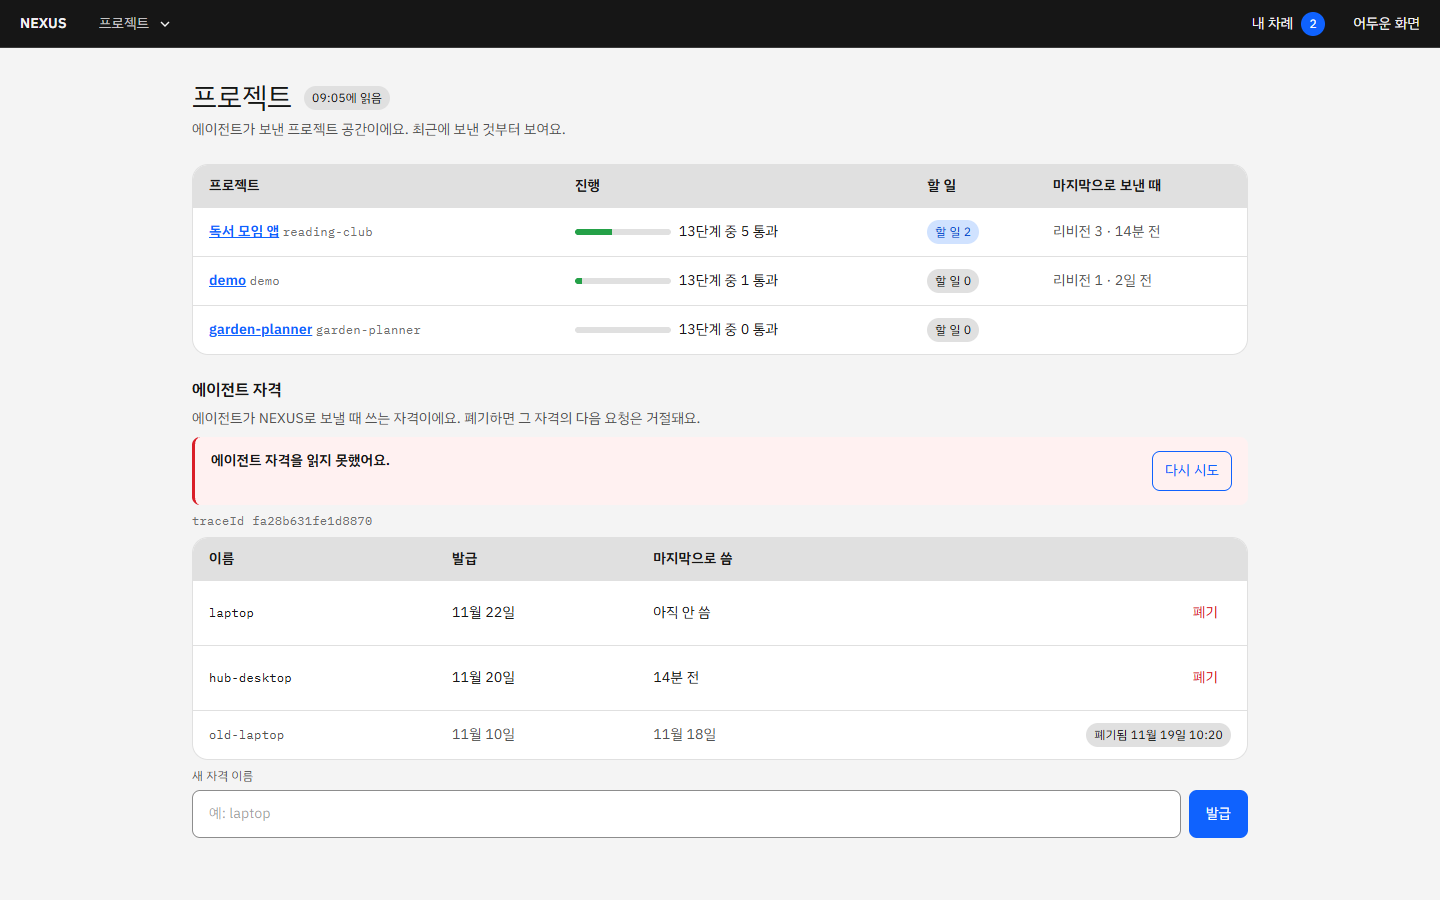 NEXUS 프로젝트 내 차례 2 어두운 화면
프로젝트 09:05에 읽음
에이전트가 보낸 프로젝트 공간이에요. 최근에 보낸 것부터 보여요.
프로젝트 진행 할 일 마지막으로 보낸 때
독서 모임 앱 reading-club 13단계 중 5 통과 할 일 2 리비전 3 · 14분 전
demo demo 13단계 중 1 통과 할 일 0 리비전 1 · 2일 전
garden-planner garden-planner 13단계 중 0 통과 할 일 0
에이전트 자격
에이전트가 NEXUS로 보낼 때 쓰는 자격이에요. 폐기하면 그 자격의 다음 요청은 거절돼요.
에이전트 자격을 읽지 못했어요. 다시 시도
traceId fa28b631fe1d8870
이름 발급 마지막으로 씀
laptop 11월 22일 아직 안 씀 폐기
hub-desktop 11월 20일 14분 전 폐기
old-laptop 11월 10일 11월 18일 폐기됨 11월 19일 10:20
새 자격 이름
예: laptop 발급